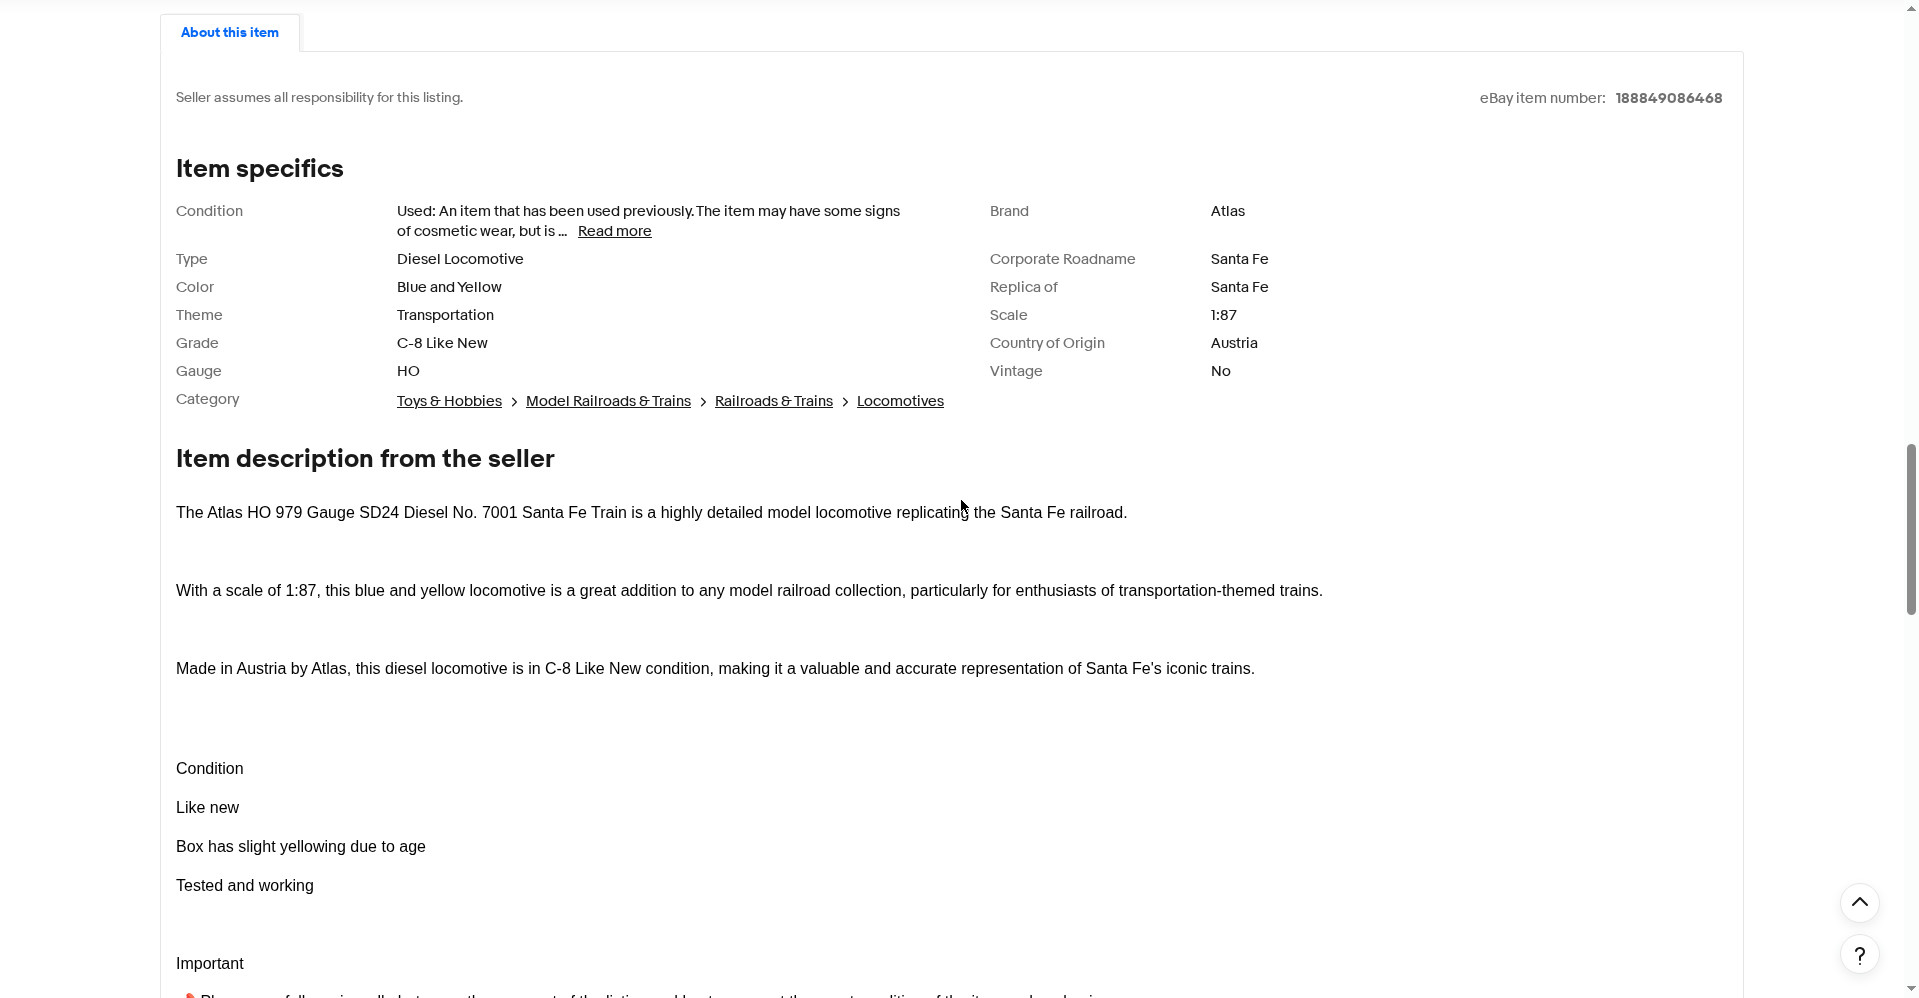 About this item
Seller assumes all responsibility for this listing.
eBay item number: 188849086468
Item specifics
Condition
Used: An item that has been used previously. The item may have some signs
of cosmetic wear, but is ... Read more
Brand
Atlas
Type
Diesel Locomotive
Corporate Roadname
Santa Fe
Color
Blue and Yellow
Replica of
Santa Fe
Theme
Transportation
Scale
1:87
Grade
C-8 Like New
Country of Origin
Austria
Gauge
HO
Vintage
No
Category
Toys & Hobbies > Model Railroads & Trains > Railroads & Trains > Locomotives
Item description from the seller
The Atlas HO 979 Gauge SD24 Diesel No. 7001 Santa Fe Train is a highly detailed model locomotive replicating the Santa Fe railroad.
With a scale of 1:87, this blue and yellow locomotive is a great addition to any model railroad collection, particularly for enthusiasts of transportation-themed trains.
Made in Austria by Atlas, this diesel locomotive is in C-8 Like New condition, making it a valuable and accurate representation of Santa Fe's iconic trains.
Condition
Like new
Box has slight yellowing due to age
Tested and working
Important
?